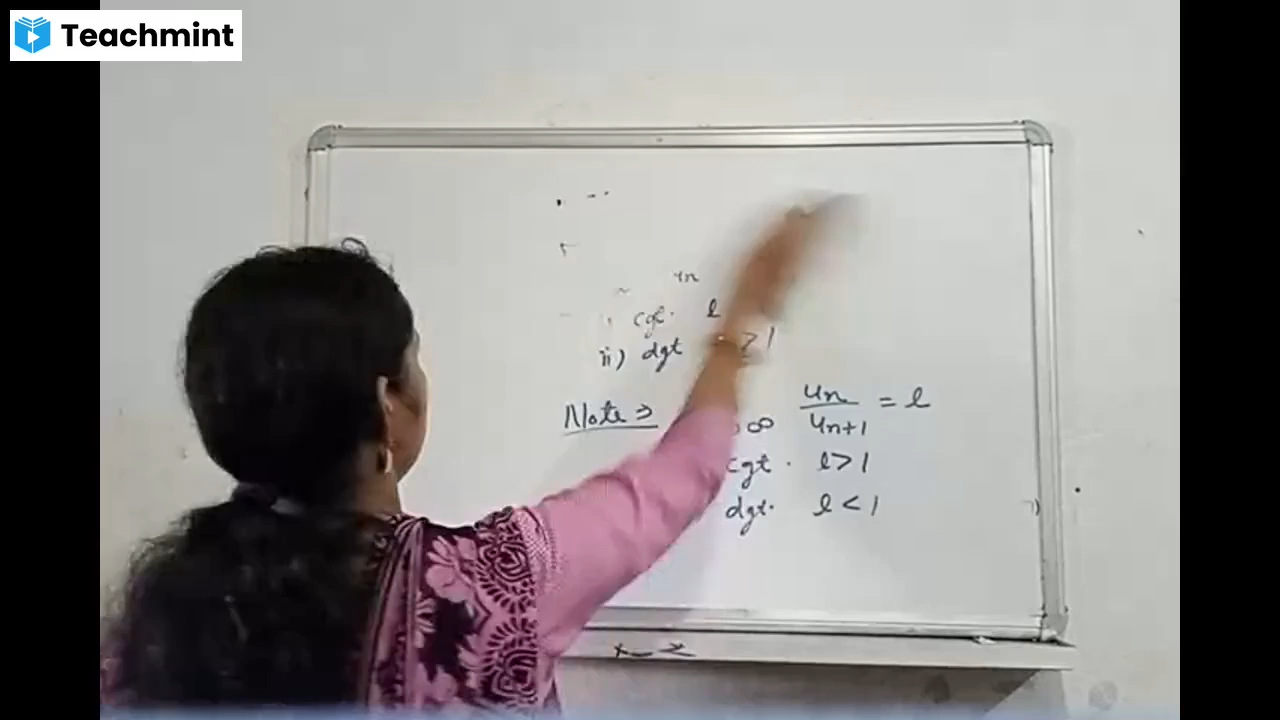 Teachmint
un
cgt. l
ii) dgt ≥ 1
Note ⇒ ∞ un/un+1 = l
cgt. l > 1
dgt. l < 1